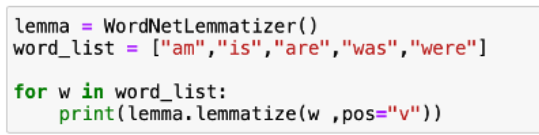 lemma = WordNetLemmatizer()
word_list = ["am","is","are","was","were"]
for w in word_list:
    print(lemma.lemmatize(w ,pos="v"))